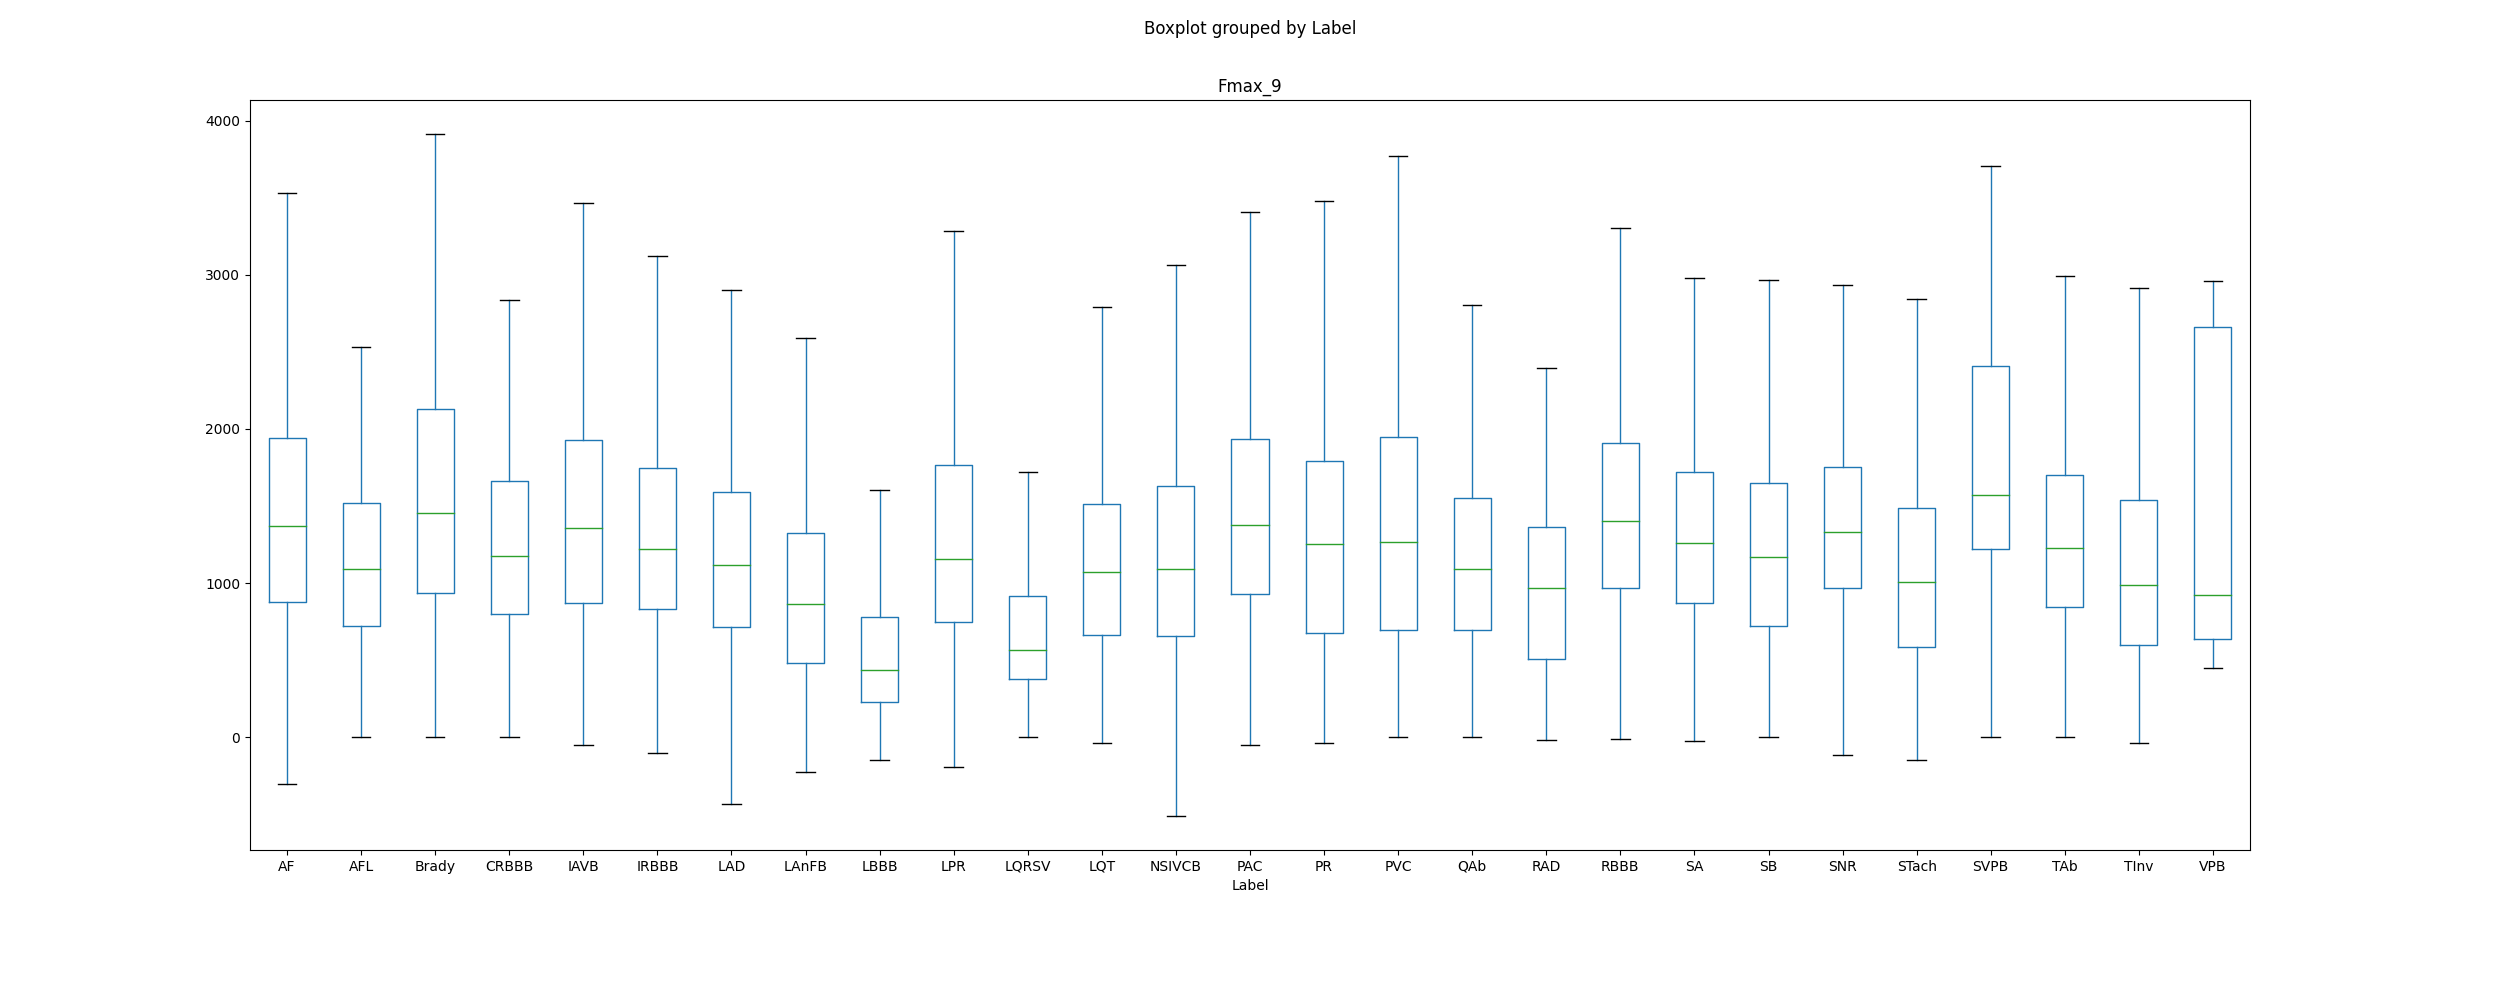 Boxplot grouped by Label
Fmax_9
4000
3000
2000
1000
0
AF AFL Brady CRBBB IAVB IRBBB LAD LAnFB LBBB LPR LQRSV LQT NSIVCB PAC PR PVC QAb RAD RBBB SA SB SNR STach SVPB TAb TInv VPB
Label